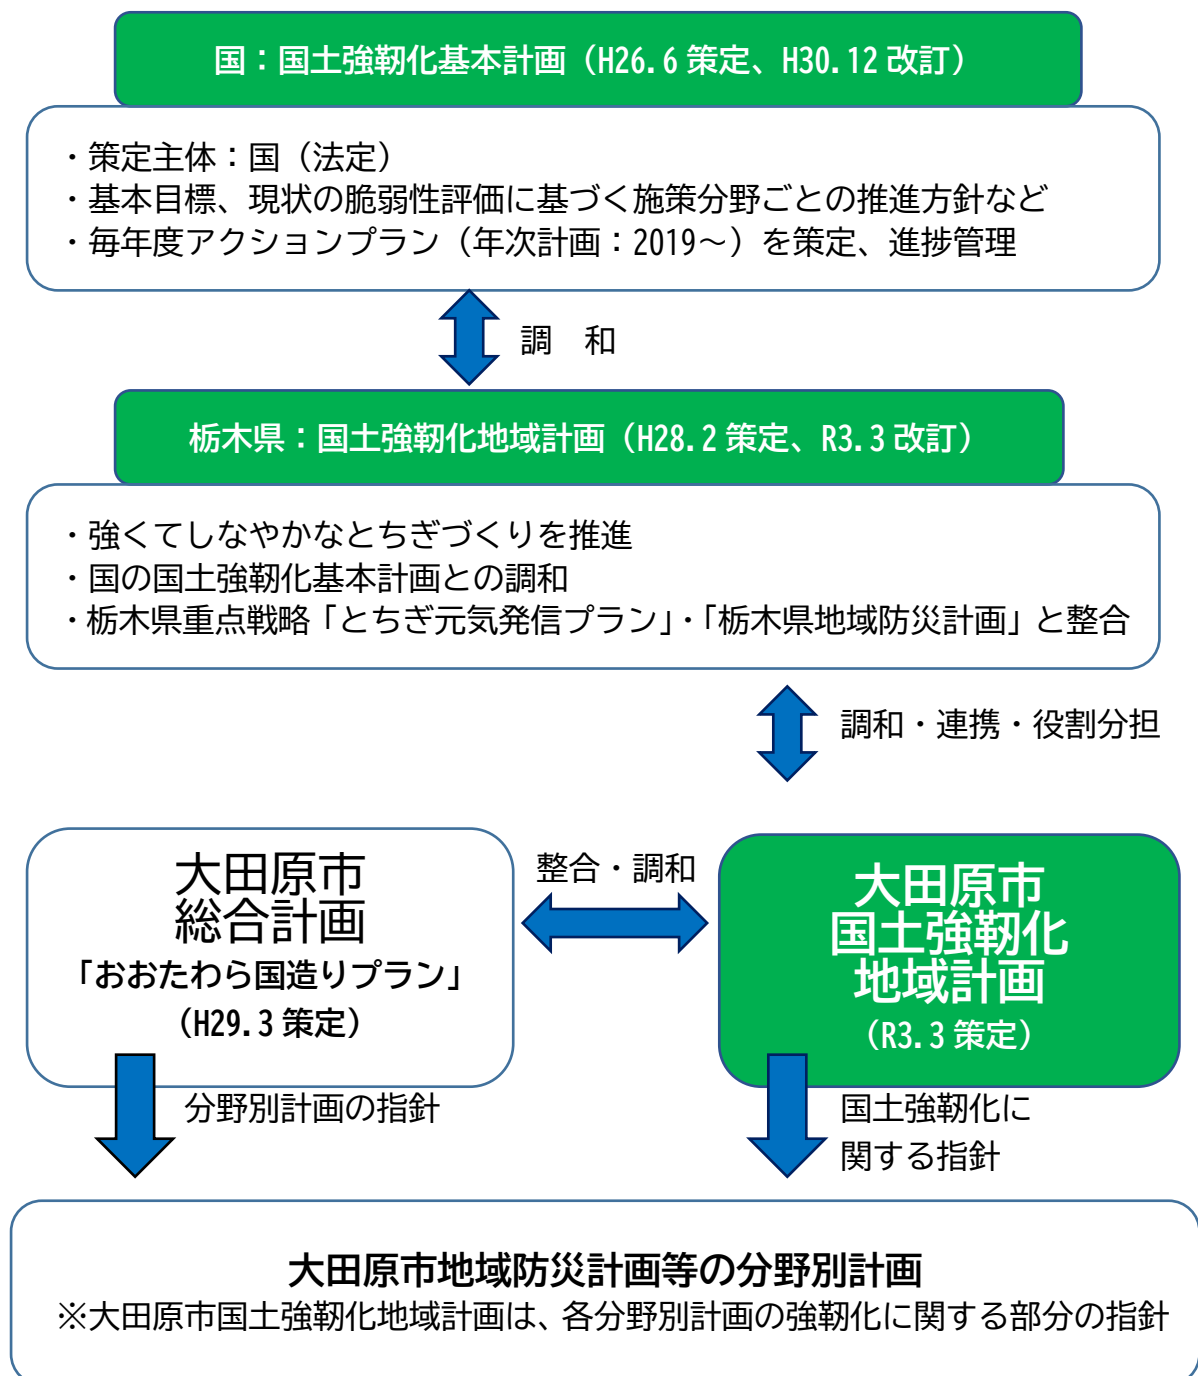 国：国土強靭化基本計画（H26.6 策定、H30.12 改訂）
・策定主体：国（法定）
・基本目標、現状の脆弱性評価に基づく施策分野ごとの推進方針など
・毎年度アクションプラン（年次計画：2019～）を策定、進捗管理
調　和
栃木県：国土強靭化地域計画（H28.2 策定、R3.3 改訂）
・強くてしなやかなとちぎづくりを推進
・国の国土強靭化基本計画との調和
・栃木県重点戦略「とちぎ元気発信プラン」・「栃木県地域防災計画」と整合
調和・連携・役割分担
大田原市
総合計画
「おおたわら国造りプラン」
（H29.3 策定）
整合・調和
大田原市
国土強靭化
地域計画
（R3.3 策定）
分野別計画の指針
国土強靭化に
関する指針
大田原市地域防災計画等の分野別計画
※大田原市国土強靭化地域計画は、各分野別計画の強靭化に関する部分の指針